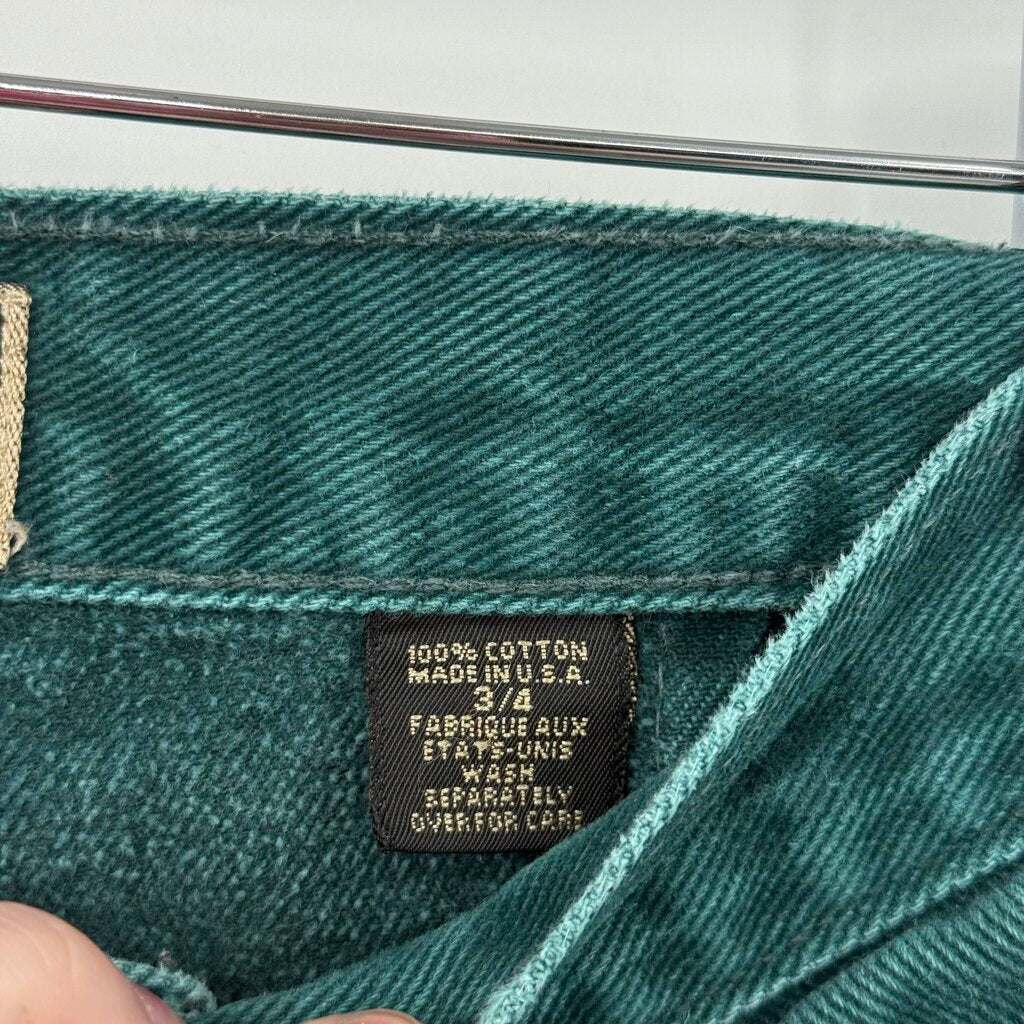 100% COTTON
MADE IN U.S.A.
3/4
FABRIQUE AUX
ETATS-UNIS
WASH
SEPARATELY
OVER FOR CARE